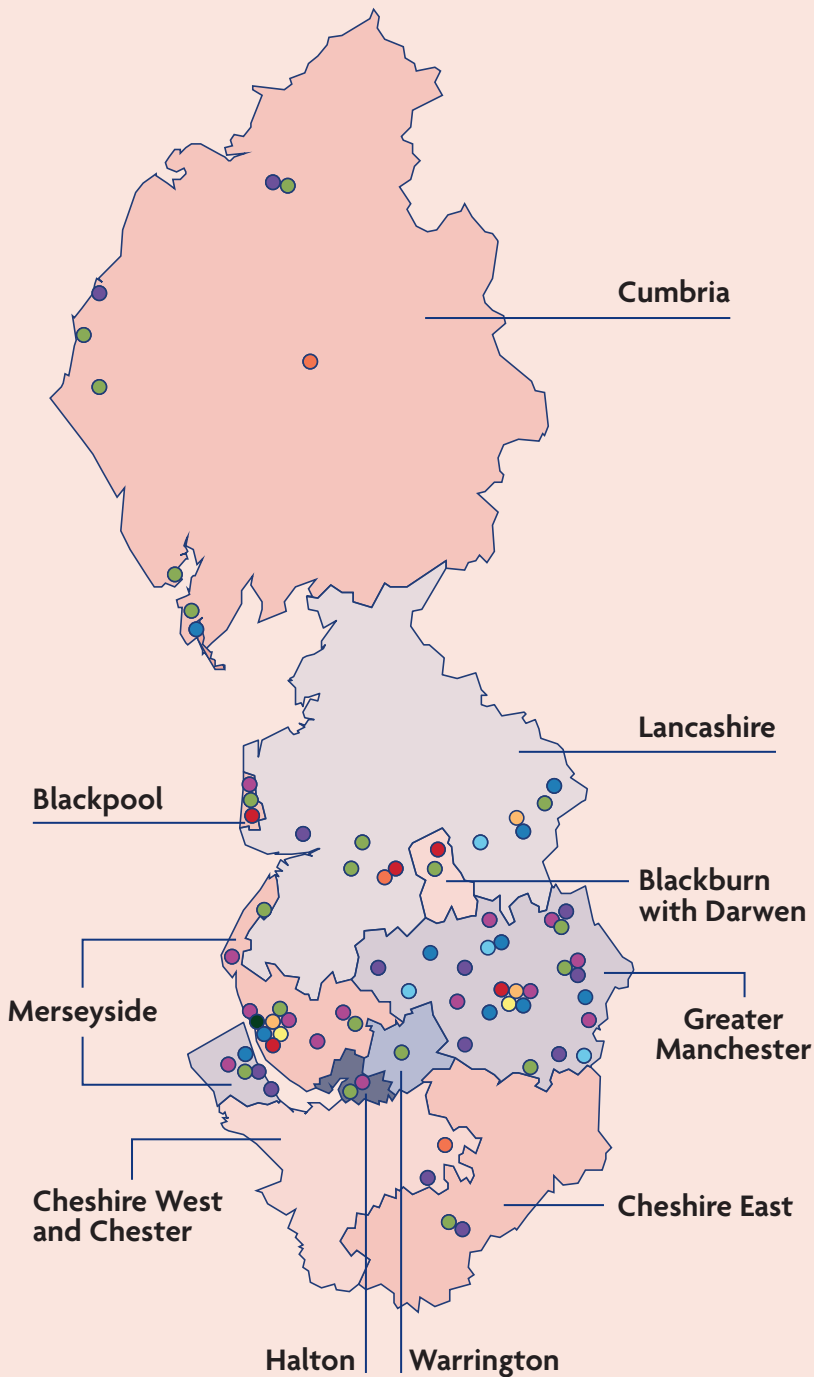 Cumbria
Lancashire
Blackpool
Blackburn
with Darwen
Merseyside
Greater
Manchester
Cheshire West
and Chester
Cheshire East
Halton
Warrington